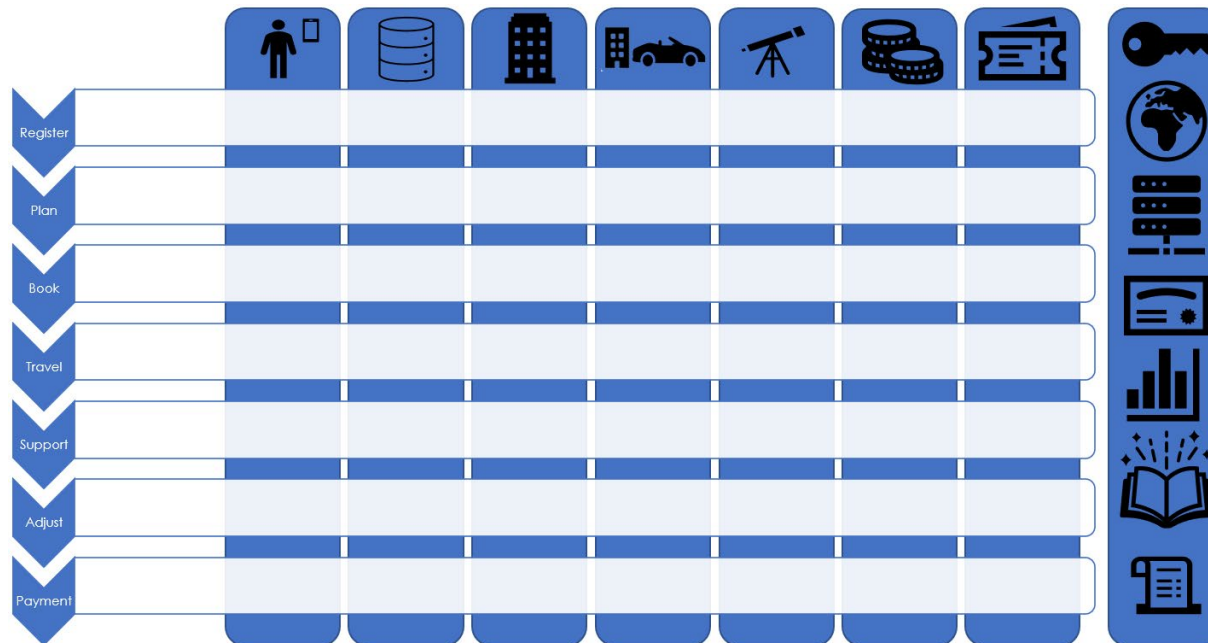 Register
Plan
Book
Travel
Support
Adjust
Payment